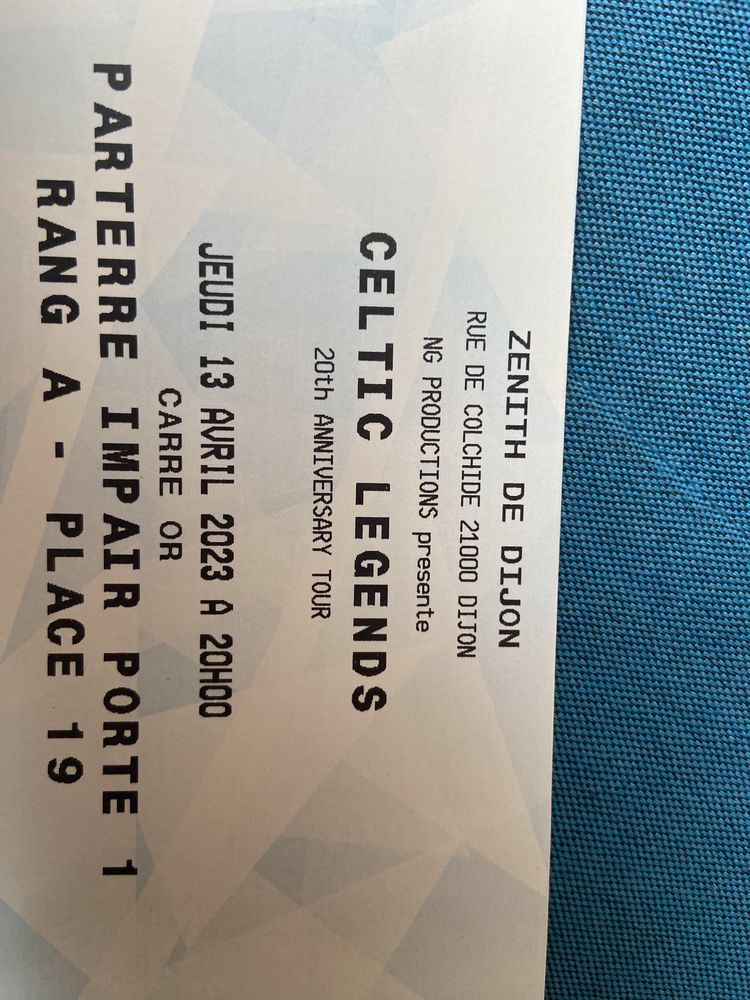 ZENITH DE DIJON
RUE DE COLCHIDE 21000 DIJON
NG PRODUCTIONS presente
CELTIC LEGENDS
20th ANNIVERSARY TOUR
JEUDI 13 AVRIL 2023 A 20H00
CARRE OR
PARTERRE IMPAIR PORTE 1
RANG A - PLACE 19